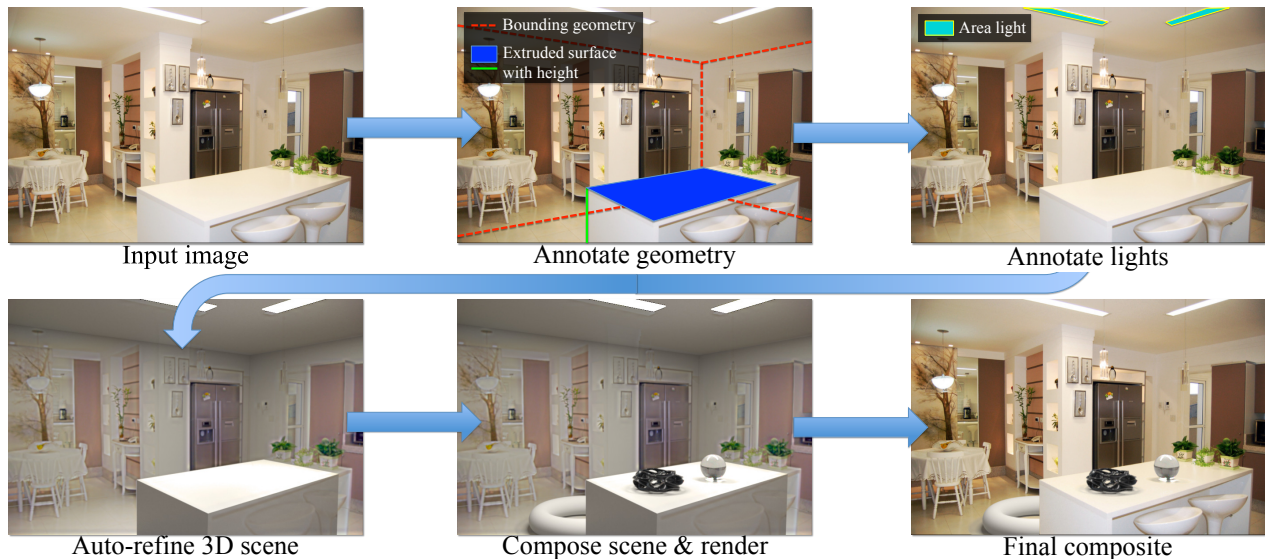 Bounding geometry
Extruded surface
with height
Area light
Input image
Annotate geometry
Annotate lights
Auto-refine 3D scene
Compose scene & render
Final composite